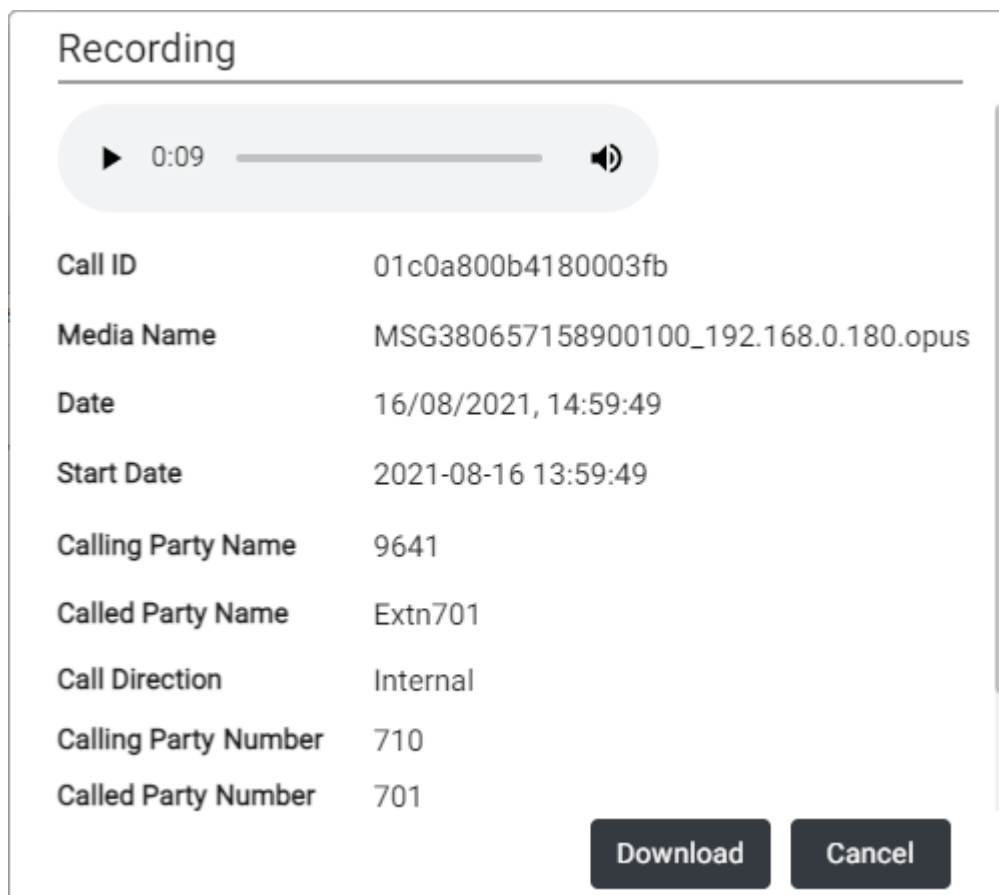 Recording
0:09
Call ID 01c0a800b4180003fb
Media Name MSG380657158900100_192.168.0.180.opus
Date 16/08/2021, 14:59:49
Start Date 2021-08-16 13:59:49
Calling Party Name 9641
Called Party Name Extn701
Call Direction Internal
Calling Party Number 710
Called Party Number 701
Download Cancel